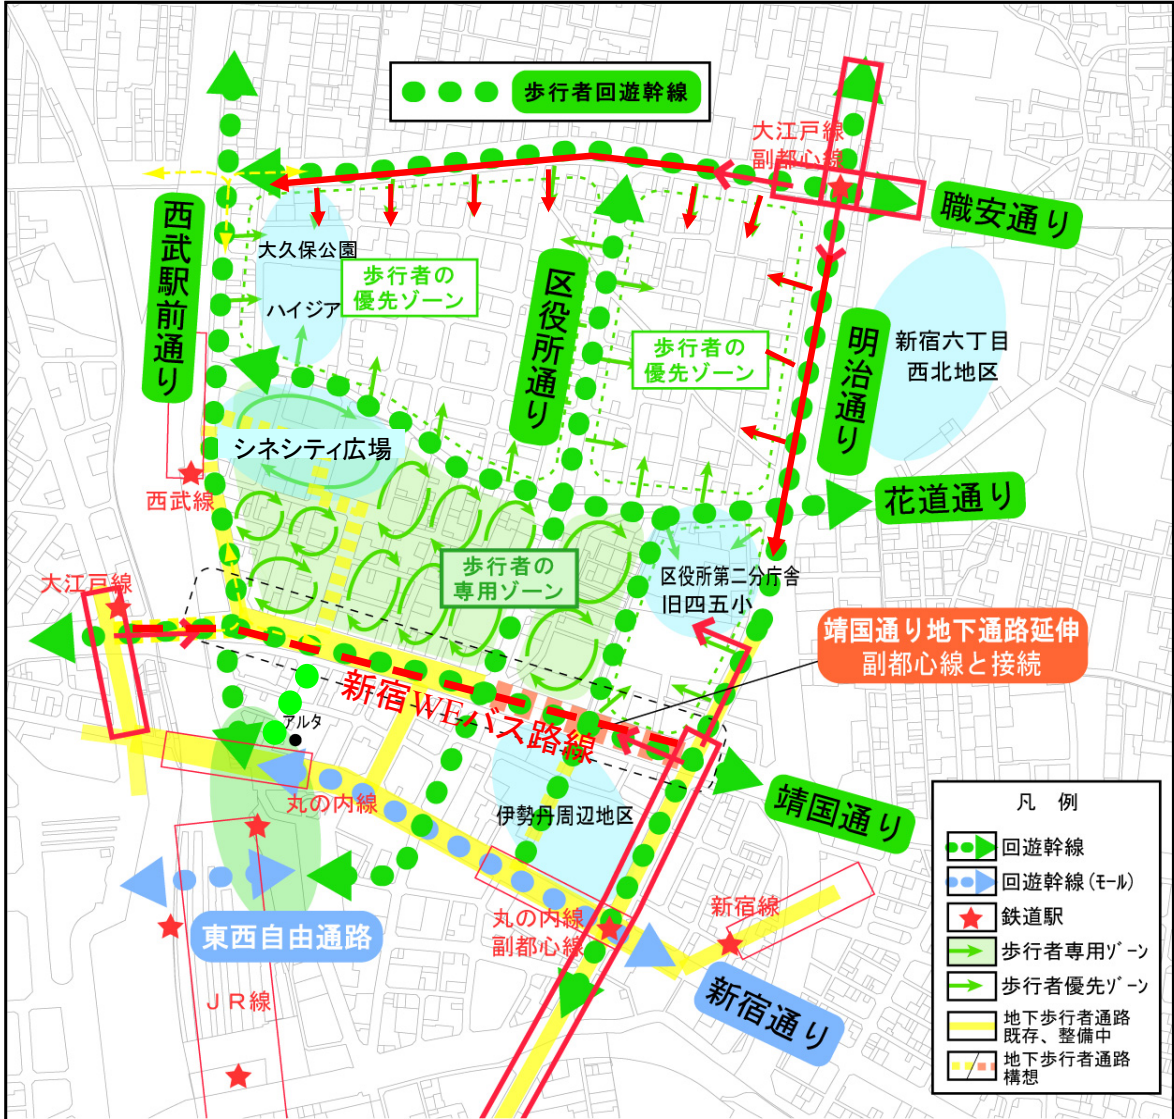 歩行者回遊幹線
大江戸線
副都心線
職安通り
西武駅前通り
大久保公園
ハイジア
歩行者の
優先ゾーン
区役所通り
歩行者の
優先ゾーン
明治通り
新宿六丁目
西北地区
シネシティ広場
西武線
花道通り
歩行者の
専用ゾーン
区役所第二分庁舎
旧四五小
大江戸線
靖国通り地下通路延伸
副都心線と接続
新宿WEバス路線
アルタ
丸の内線
伊勢丹周辺地区
靖国通り
東西自由通路
丸の内線
副都心線
新宿線
新宿通り
JR線
凡 例
回遊幹線
回遊幹線(モール)
鉄道駅
歩行者専用ゾーン
歩行者優先ゾーン
地下歩行者通路
既存、整備中
地下歩行者通路
構想